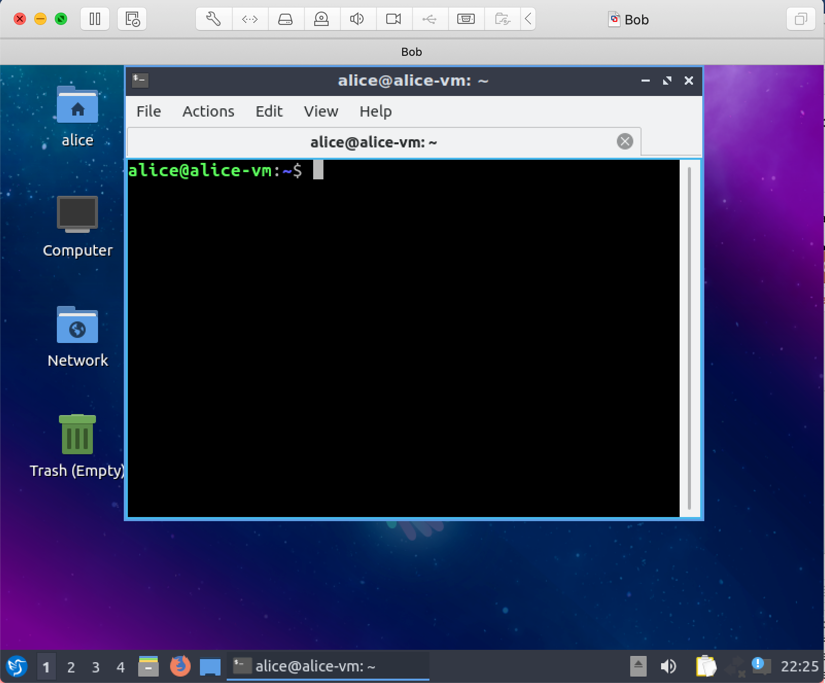 Bob
Bob
alice@alice-vm: ~
File Actions Edit View Help
alice@alice-vm: ~
alice@alice-vm:~$
alice
Computer
Network
Trash (Empty)
1 2 3 4 alice@alice-vm: ~ 22:25